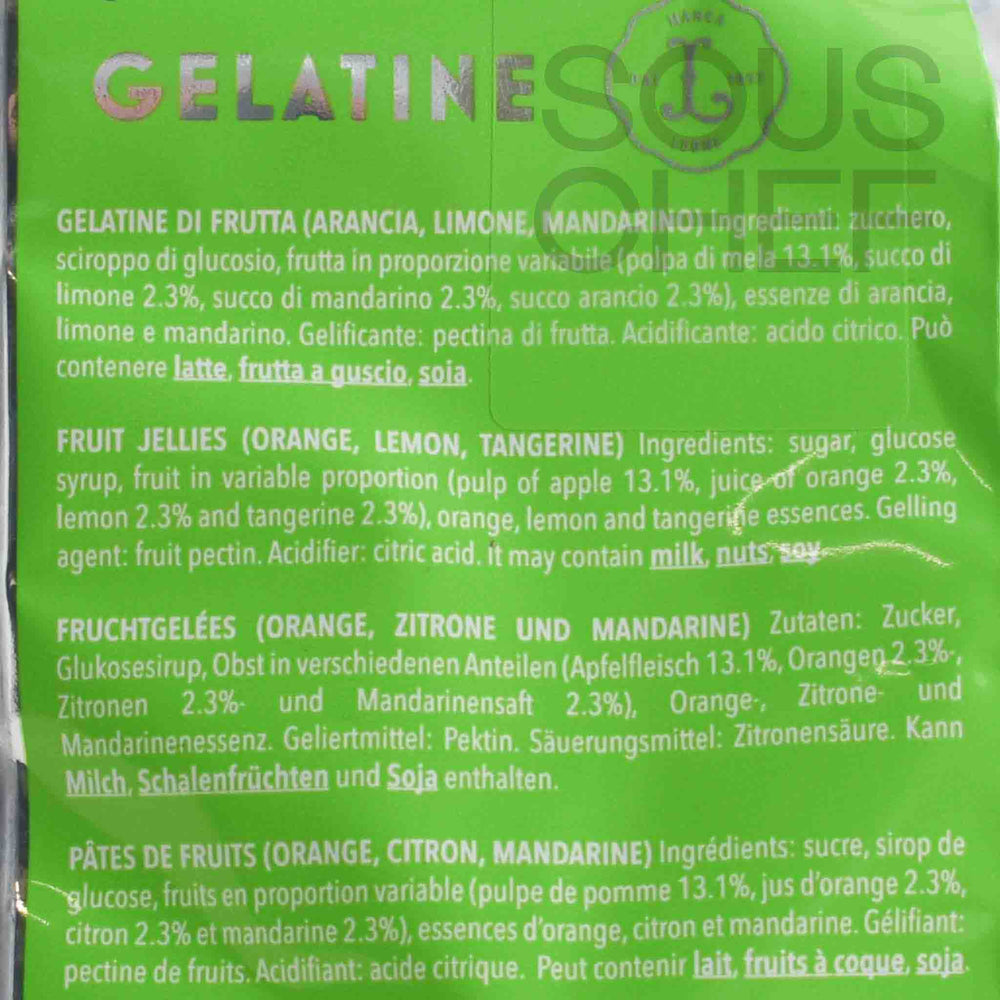 GELATINE
MARCA
DAL 1857
L
LEONE
SOUS
CHEF
GELATINE DI FRUTTA (ARANCIA, LIMONE, MANDARINO) Ingredienti: zucchero,
sciroppo di glucosio, frutta in proporzione variabile (polpa di mela 13.1%, succo di
limone 2.3%, succo di mandarino 2.3%, succo arancio 2.3%), essenze di arancia,
limone e mandarino. Gelificante: pectina di frutta. Acidificante: acido citrico. Può
contenere latte, frutta a guscio, soia.
FRUIT JELLIES (ORANGE, LEMON, TANGERINE) Ingredients: sugar, glucose
syrup, fruit in variable proportion (pulp of apple 13.1%, juice of orange 2.3%,
lemon 2.3% and tangerine 2.3%), orange, lemon and tangerine essences. Gelling
agent: fruit pectin. Acidifier: citric acid. it may contain milk, nuts, soy
FRUCHTGELÉES (ORANGE, ZITRONE UND MANDARINE) Zutaten: Zucker,
Glukosesirup, Obst in verschiedenen Anteilen (Apfelfleisch 13.1%, Orangen 2.3%-,
Zitronen 2.3%- und Mandarinensaft 2.3%), Orange-, Zitrone- und
Mandarinenessenz. Geliertmittel: Pektin. Säuerungsmittel: Zitronensäure. Kann
Milch, Schalenfrüchten und Soja enthalten.
PÂTES DE FRUITS (ORANGE, CITRON, MANDARINE) Ingrédients: sucre, sirop de
glucose, fruits en proportion variable (pulpe de pomme 13.1%, jus d'orange 2.3%,
citron 2.3% et mandarine 2.3%), essences d'orange, citron et mandarine. Gélifiant:
pectine de fruits. Acidifiant: acide citrique. Peut contenir lait, fruits à coque, soja.